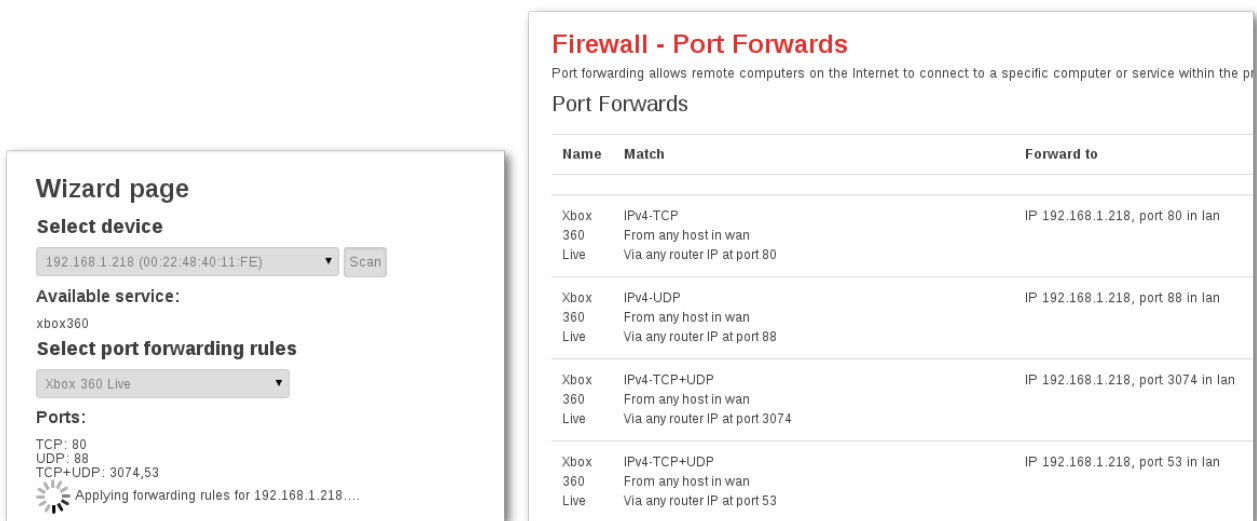 Wizard page
Select device
192.168.1.218 (00:22:48:40:11:FE)
Scan
Available service:
xbox360
Select port forwarding rules
Xbox 360 Live
Ports:
TCP: 80
UDP: 88
TCP+UDP: 3074,53
Applying forwarding rules for 192.168.1.218....
Firewall - Port Forwards
Port forwarding allows remote computers on the Internet to connect to a specific computer or service within the
Port Forwards
Name Match Forward to
Xbox IPv4-TCP IP 192.168.1.218, port 80 in lan
360 From any host in wan
Live Via any router IP at port 80
Xbox IPv4-UDP IP 192.168.1.218, port 88 in lan
360 From any host in wan
Live Via any router IP at port 88
Xbox IPv4-TCP+UDP IP 192.168.1.218, port 3074 in lan
360 From any host in wan
Live Via any router IP at port 3074
Xbox IPv4-TCP+UDP IP 192.168.1.218, port 53 in lan
360 From any host in wan
Live Via any router IP at port 53